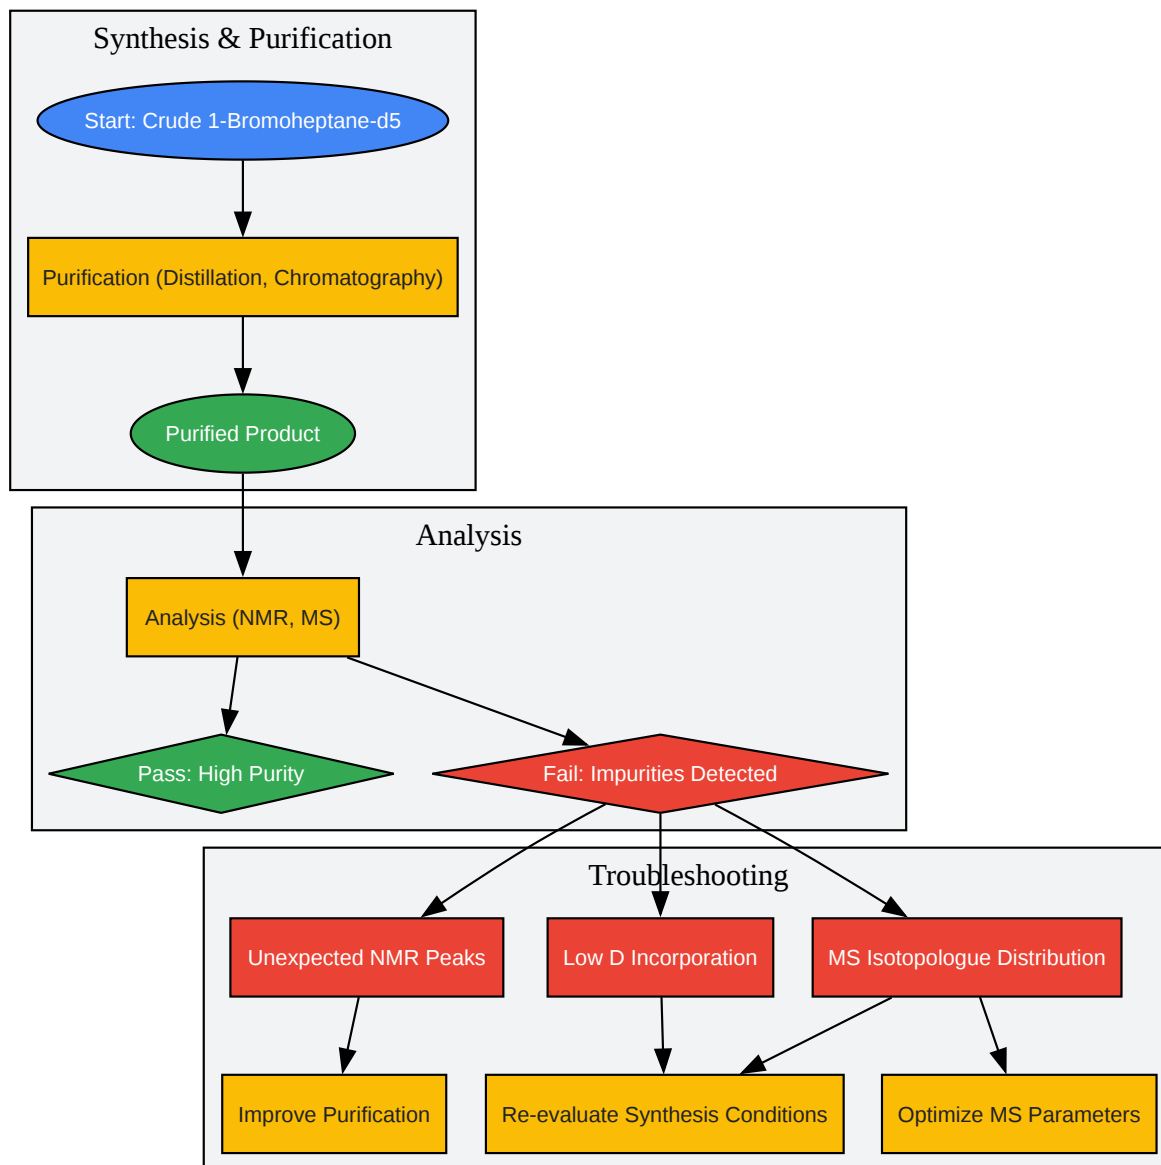 Synthesis & Purification
Start: Crude 1-Bromoheptane-d5
Purification (Distillation, Chromatography)
Purified Product
Analysis
Analysis (NMR, MS)
Pass: High Purity
Fail: Impurities Detected
Troubleshooting
Unexpected NMR Peaks
Low D Incorporation
MS Isotopologue Distribution
Improve Purification
Re-evaluate Synthesis Conditions
Optimize MS Parameters